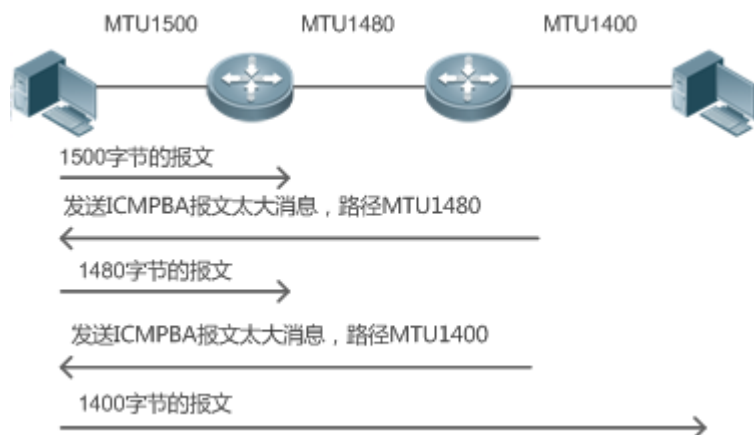 MTU1500 MTU1480 MTU1400
1500字节的报文
发送ICMPBA报文太大消息，路径MTU1480
1480字节的报文
发送ICMPBA报文太大消息，路径MTU1400
1400字节的报文